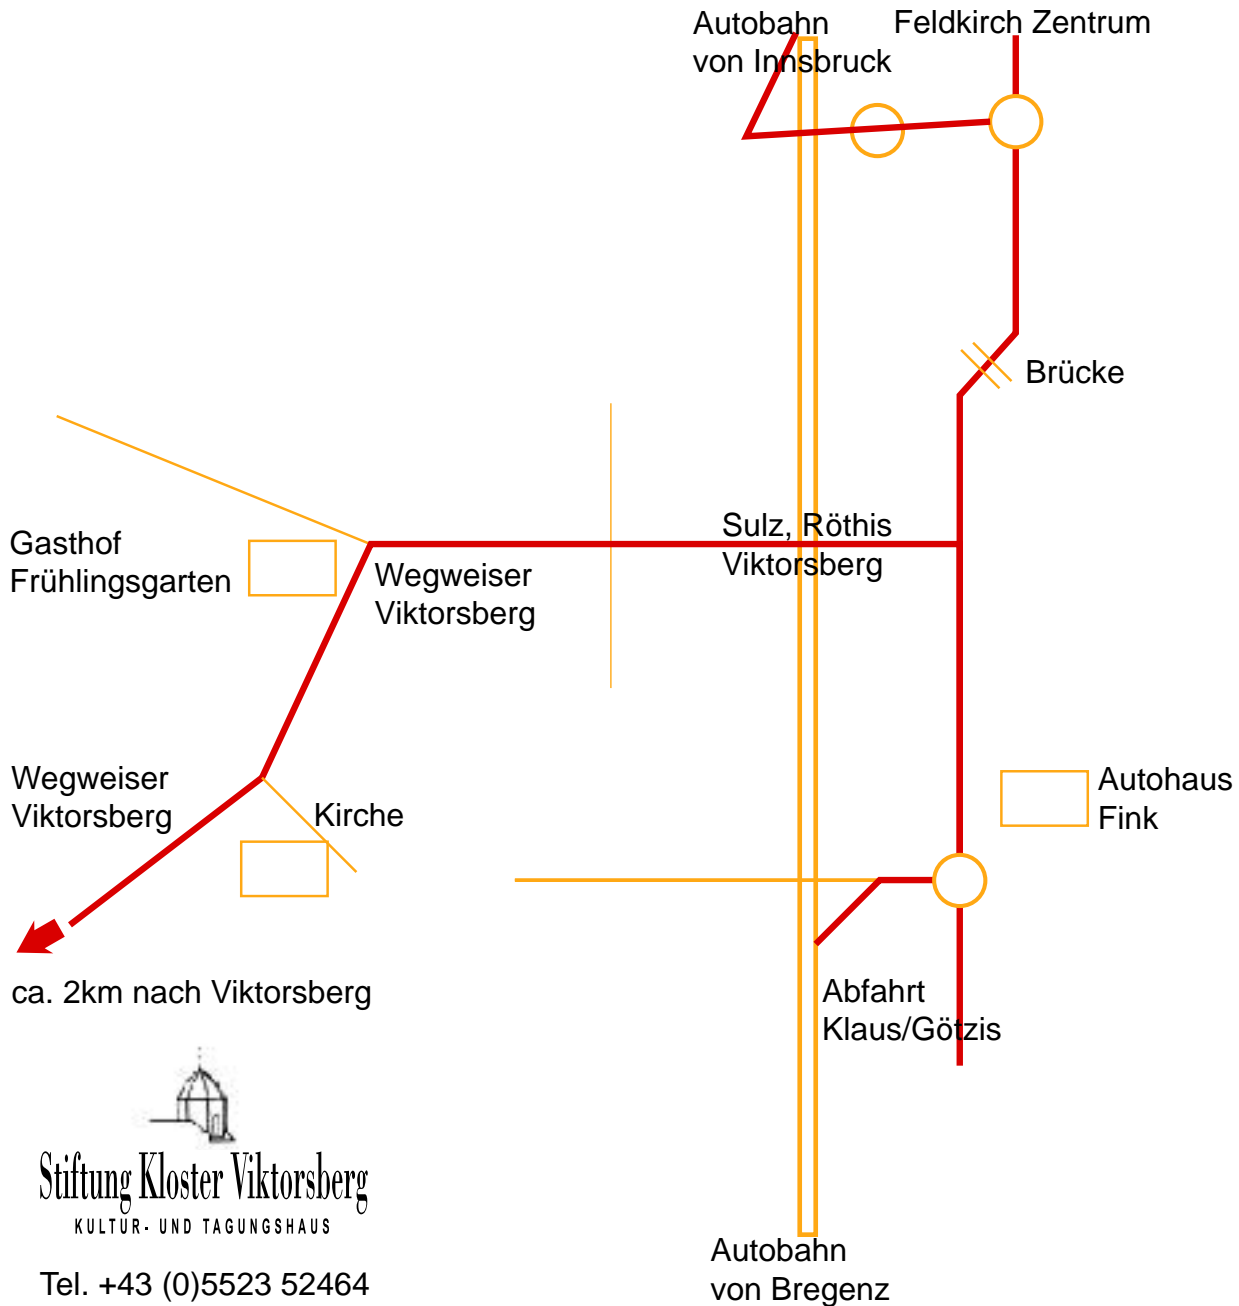 Autobahn
von Innsbruck
Feldkirch Zentrum
Brücke
Sulz, Röthis
Viktorsberg
Gasthof
Frühlingsgarten
Wegweiser
Viktorsberg
Wegweiser
Viktorsberg
Kirche
Autohaus
Fink
ca. 2km nach Viktorsberg
Abfahrt
Klaus/Götzis
Stiftung Kloster Viktorsberg
KULTUR- UND TAGUNGSHAUS
Tel. +43 (0)5523 52464
Autobahn
von Bregenz